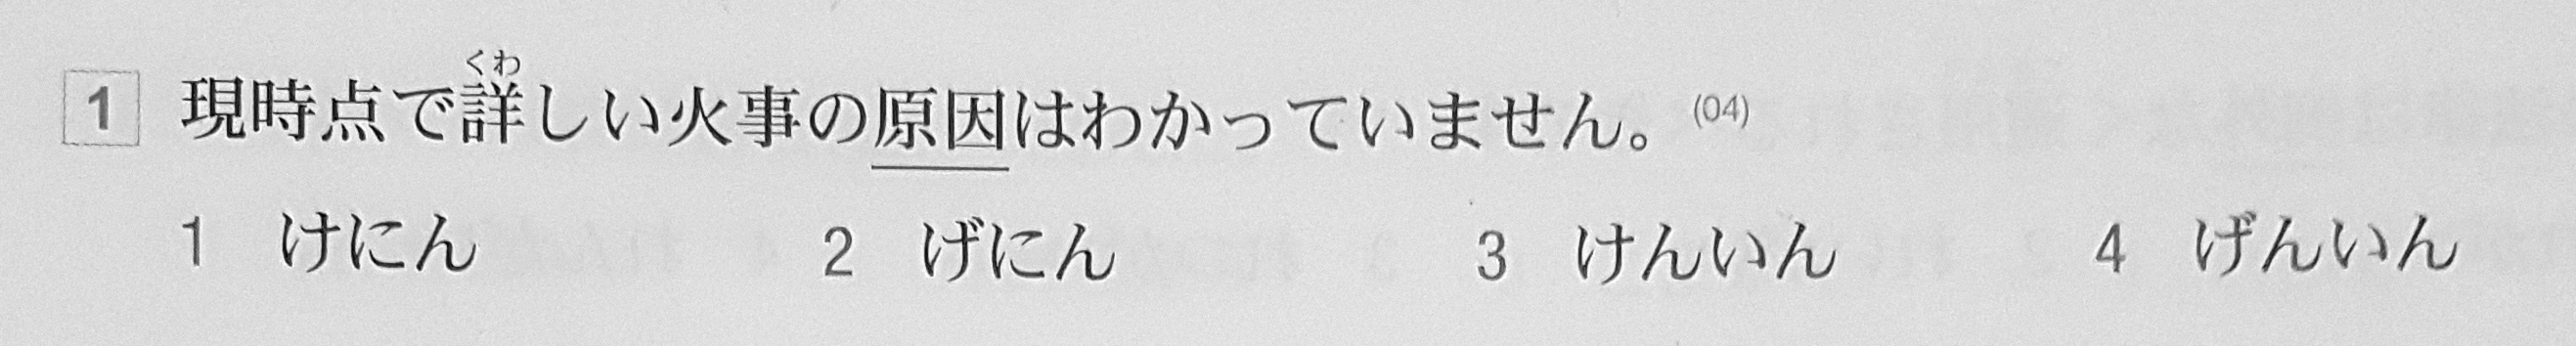 1 現時点で詳しい火事の原因はわかっていません。(04)
くわ
1 けにん 2 げにん 3 けんいん 4 げんいん